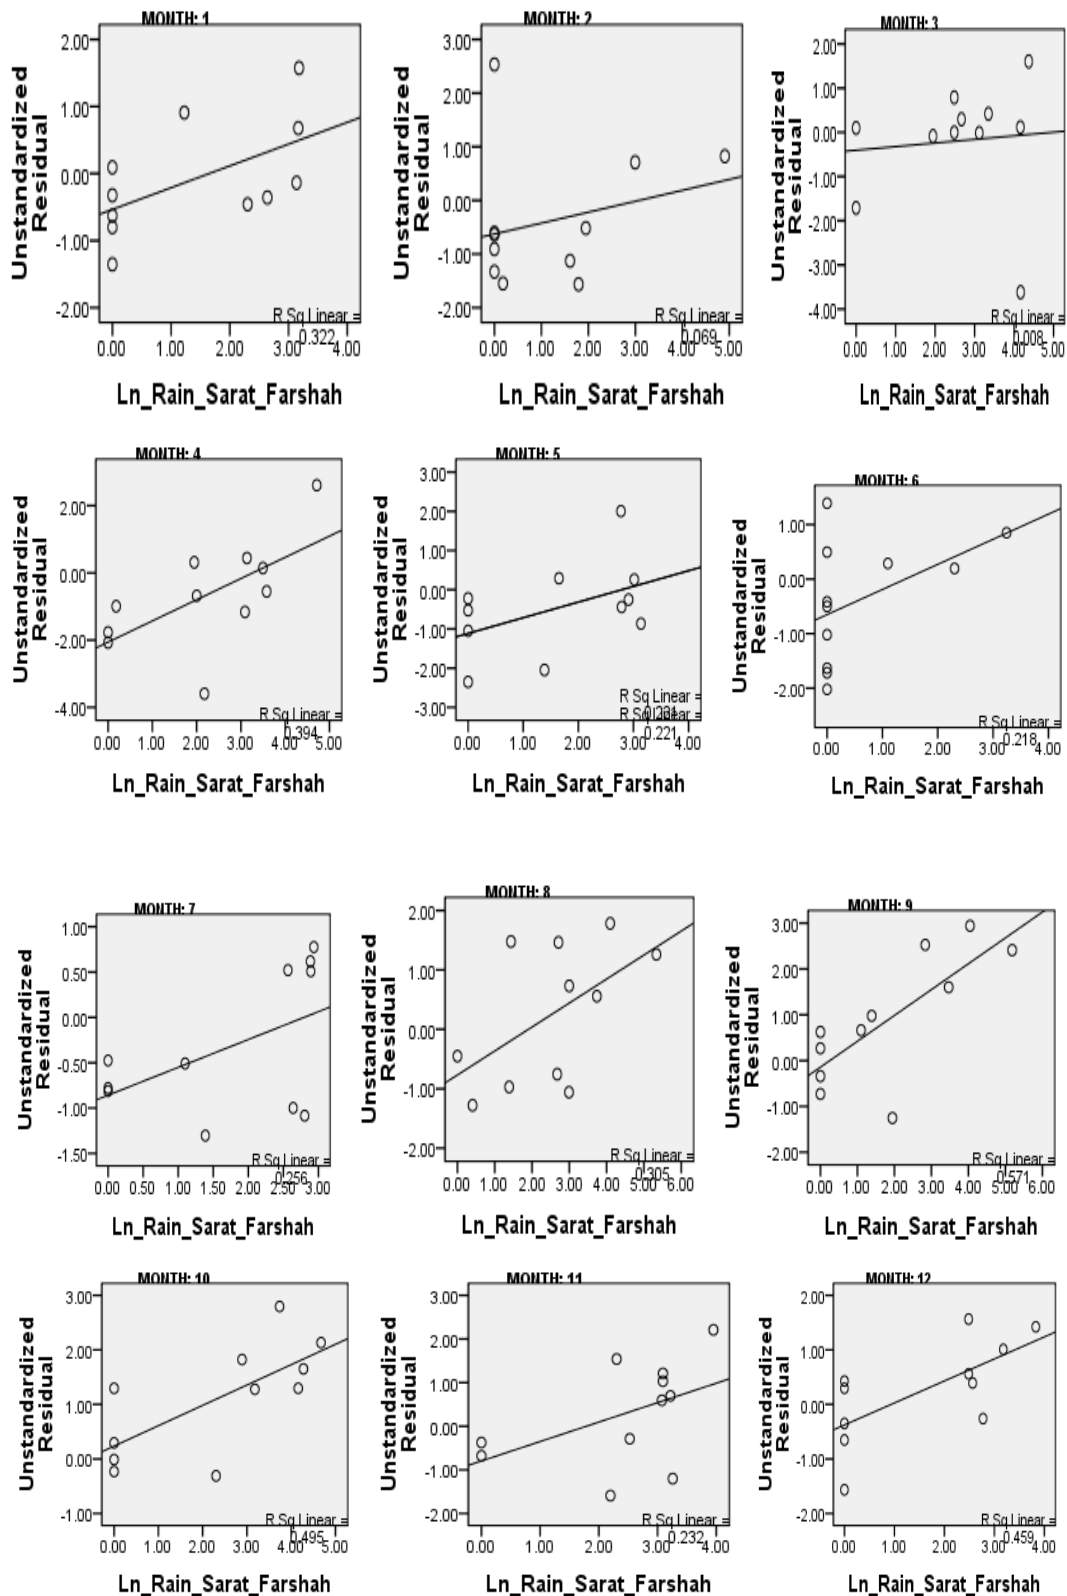 MONTH: 1
3.00
2.00
1.00
0.00
-1.00
-2.00
Unstandardized
Residual
R Sq Linear =
0.322
0.00 1.00 2.00 3.00 4.00
Ln_Rain_Sarat_Farshah
MONTH: 2
3.00
2.00
1.00
0.00
-1.00
-2.00
Unstandardized
Residual
R Sq Linear =
0.069
0.00 1.00 2.00 3.00 4.00 5.00
Ln_Rain_Sarat_Farshah
MONTH: 3
2.00
1.00
0.00
-1.00
-2.00
-3.00
-4.00
Unstandardized
Residual
R Sq Linear =
0.008
0.00 1.00 2.00 3.00 4.00 5.00
Ln_Rain_Sarat_Farshah
MONTH: 4
2.00
0.00
-2.00
-4.00
Unstandardized
Residual
R Sq Linear =
0.394
0.00 1.00 2.00 3.00 4.00 5.00
Ln_Rain_Sarat_Farshah
MONTH: 5
3.00
2.00
1.00
0.00
-1.00
-2.00
-3.00
Unstandardized
Residual
R Sq Linear =
R Sq Linear =
0.221
0.00 1.00 2.00 3.00 4.00
Ln_Rain_Sarat_Farshah
MONTH: 6
1.00
0.00
-1.00
-2.00
Unstandardized
Residual
R Sq Linear =
0.218
0.00 1.00 2.00 3.00 4.00
Ln_Rain_Sarat_Farshah
MONTH: 7
1.00
0.50
0.00
-0.50
-1.00
-1.50
Unstandardized
Residual
R Sq Linear =
0.256
0.00 0.50 1.00 1.50 2.00 2.50 3.00
Ln_Rain_Sarat_Farshah
MONTH: 8
2.00
1.00
0.00
-1.00
-2.00
Unstandardized
Residual
R Sq Linear =
0.305
0.00 1.00 2.00 3.00 4.00 5.00 6.00
Ln_Rain_Sarat_Farshah
MONTH: 9
3.00
2.00
1.00
0.00
-1.00
-2.00
Unstandardized
Residual
R Sq Linear =
0.571
0.00 1.00 2.00 3.00 4.00 5.00 6.00
Ln_Rain_Sarat_Farshah
MONTH: 10
3.00
2.00
1.00
0.00
-1.00
Unstandardized
Residual
R Sq Linear =
0.495
0.00 1.00 2.00 3.00 4.00 5.00
Ln_Rain_Sarat_Farshah
MONTH: 11
3.00
2.00
1.00
0.00
-1.00
-2.00
Unstandardized
Residual
R Sq Linear =
0.232
0.00 1.00 2.00 3.00 4.00
Ln_Rain_Sarat_Farshah
MONTH: 12
2.00
1.00
0.00
-1.00
-2.00
Unstandardized
Residual
R Sq Linear =
0.459
0.00 1.00 2.00 3.00 4.00
Ln_Rain_Sarat_Farshah